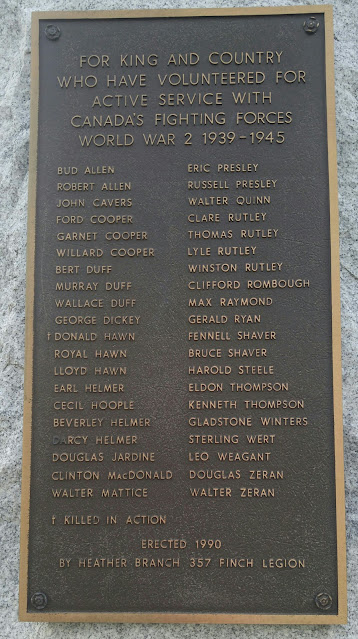 FOR KING AND COUNTRY
WHO HAVE VOLUNTEERED FOR
ACTIVE SERVICE WITH
CANADA'S FIGHTING FORCES
WORLD WAR 2 1939-1945
BUD ALLEN
ROBERT ALLEN
JOHN CAVERS
FORD COOPER
GARNET COOPER
WILLARD COOPER
BERT DUFF
MURRAY DUFF
WALLACE DUFF
GEORGE DICKEY
† DONALD HAWN
ROYAL HAWN
LLOYD HAWN
EARL HELMER
CECIL HOOPLE
BEVERLEY HELMER
DARCY HELMER
DOUGLAS JARDINE
CLINTON MACDONALD
WALTER MATTICE
ERIC PRESLEY
RUSSELL PRESLEY
WALTER QUINN
CLARE RUTLEY
THOMAS RUTLEY
LYLE RUTLEY
WINSTON RUTLEY
CLIFFORD ROMBOUGH
MAX RAYMOND
GERALD RYAN
FENNELL SHAVER
BRUCE SHAVER
HAROLD STEELE
ELDON THOMPSON
KENNETH THOMPSON
GLADSTONE WINTERS
STERLING WERT
LEO WEAGANT
DOUGLAS ZERAN
WALTER ZERAN
† KILLED IN ACTION
ERECTED 1990
BY HEATHER BRANCH 357 FINCH LEGION